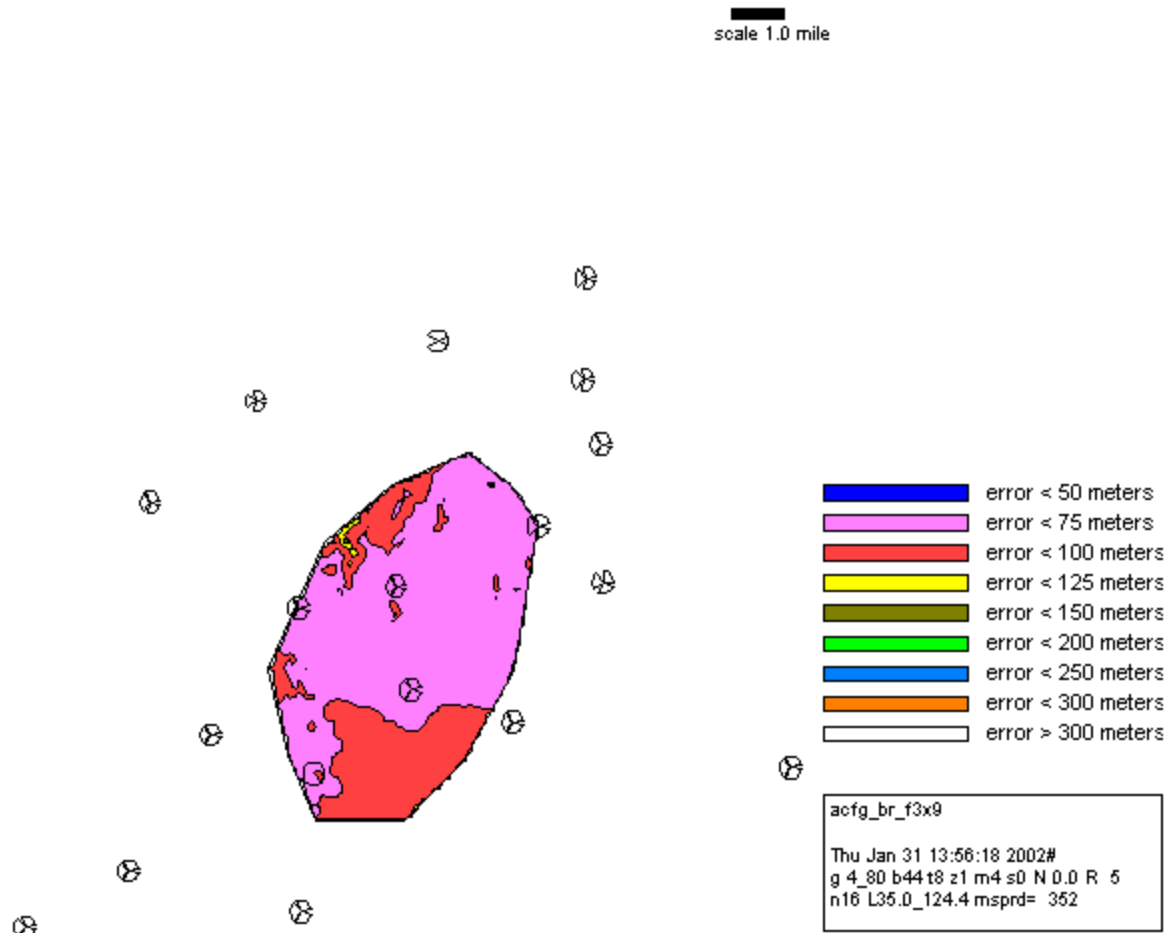 scale 1.0 mile
error < 50 meters
error < 75 meters
error < 100 meters
error < 125 meters
error < 150 meters
error < 200 meters
error < 250 meters
error < 300 meters
error > 300 meters
acfg_br_f3x9
Thu Jan 31 13:56:18 2002#
g 4_80 b44 t8 z1 m4 s0 N 0.0 R 5
n16 L35.0_124.4 msprd= 352